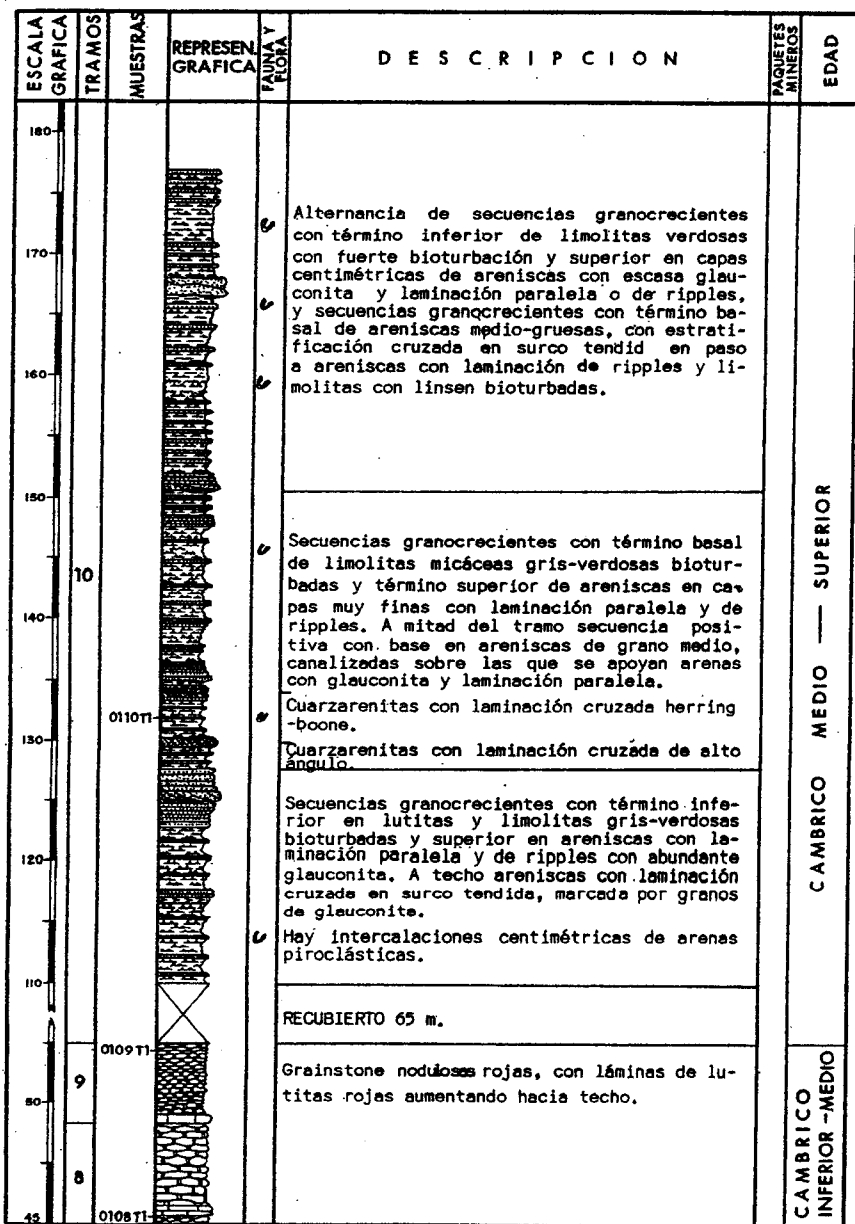 ESCALA GRAFICA
TRAMOS
MUESTRAS
REPRESEN. GRAFICA
FAUNA Y FLORA
DESCRIPCION
PAQUETES MINEROS
EDAD
180
170
160
150
140
130
120
110
50
45
10
9
8
0110T1
0109T1
0108T1
Alternancia de secuencias granocrecientes
con término inferior de limolitas verdosas
con fuerte bioturbación y superior en capas
centimétricas de areniscas con escasa glau-
conita y laminación paralela o de ripples,
y secuencias granocrecientes con término ba-
sal de areniscas medio-gruesas, con estrati-
ficación cruzada en surco tendid en paso
a areniscas con laminación de ripples y li-
molitas con linsen bioturbadas.
Secuencias granocrecientes con término basal
de limolitas micáceas gris-verdosas biotur-
badas y término superior de areniscas en ca-
pas muy finas con laminación paralela y de
ripples. A mitad del tramo secuencia posi-
tiva con base en areniscas de grano medio,
canalizadas sobre las que se apoyan arenas
con glauconita y laminación paralela.
Cuarzarenitas con laminación cruzada herring
-boone.
Cuarzarenitas con laminación cruzada de alto
ángulo.
Secuencias granocrecientes con término infe-
rior en lutitas y limolitas gris-verdosas
bioturbadas y superior en areniscas con la-
minación paralela y de ripples con abundante
glauconita. A techo areniscas con laminación
cruzada en surco tendida, marcada por granos
de glauconita.
Hay intercalaciones centimétricas de arenas
piroclásticas.
RECUBIERTO 65 m.
Grainstone nodulosas rojas, con láminas de lu-
titas rojas aumentando hacia techo.
CAMBRICO MEDIO — SUPERIOR
CAMBRICO
INFERIOR-MEDIO